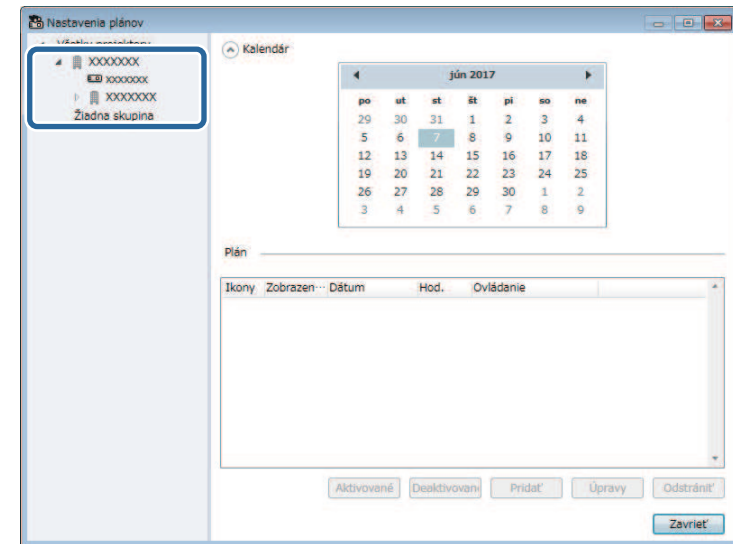 Nastavenia plánov
Všetky projektory
XXXXXXX
XXXXXXX
XXXXXXX
Žiadna skupina
Kalendár
jún 2017
po ut st št pi so ne
29 30 31 1 2 3 4
5 6 7 8 9 10 11
12 13 14 15 16 17 18
19 20 21 22 23 24 25
26 27 28 29 30 1 2
3 4 5 6 7 8 9
Plán
Ikony Zobrazen··· Dátum Hod. Ovládanie
Aktivované Deaktivovani Pridať Úpravy Odstrániť
Zavrieť